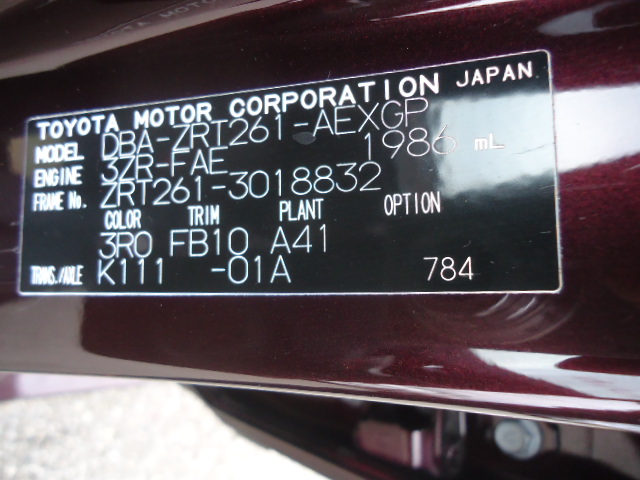 TOYOTA MOTOR CORPORATION JAPAN
MODEL DBA-ZRT261-AEXGP
ENGINE 3ZR-FAE 1986 mL
FRAME No. ZRT261-3018832
COLOR TRIM PLANT OPTION
3R0 FB10 A41
TRANS./AXLE K111 -01A 784